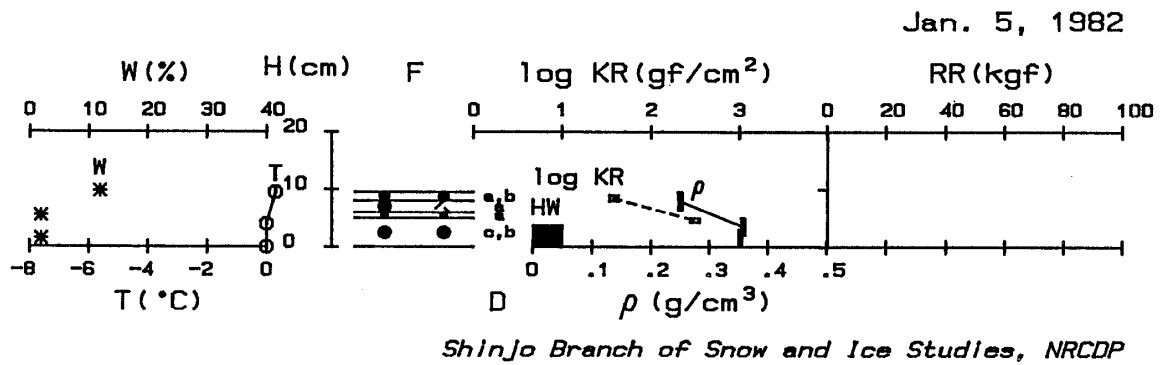 Jan. 5, 1982
W(%) H(cm) F log KR(gf/cm²) RR(kgf)
0 10 20 30 40 0 1 2 3 0 20 40 60 80 100
20
W T 10 log KR ρ
a,b
HW
c,b
0
-8 -6 -4 -2 0 0 .1 .2 .3 .4 .5
T(°C) D ρ(g/cm³)
Shinjo Branch of Snow and Ice Studies, NRCDP